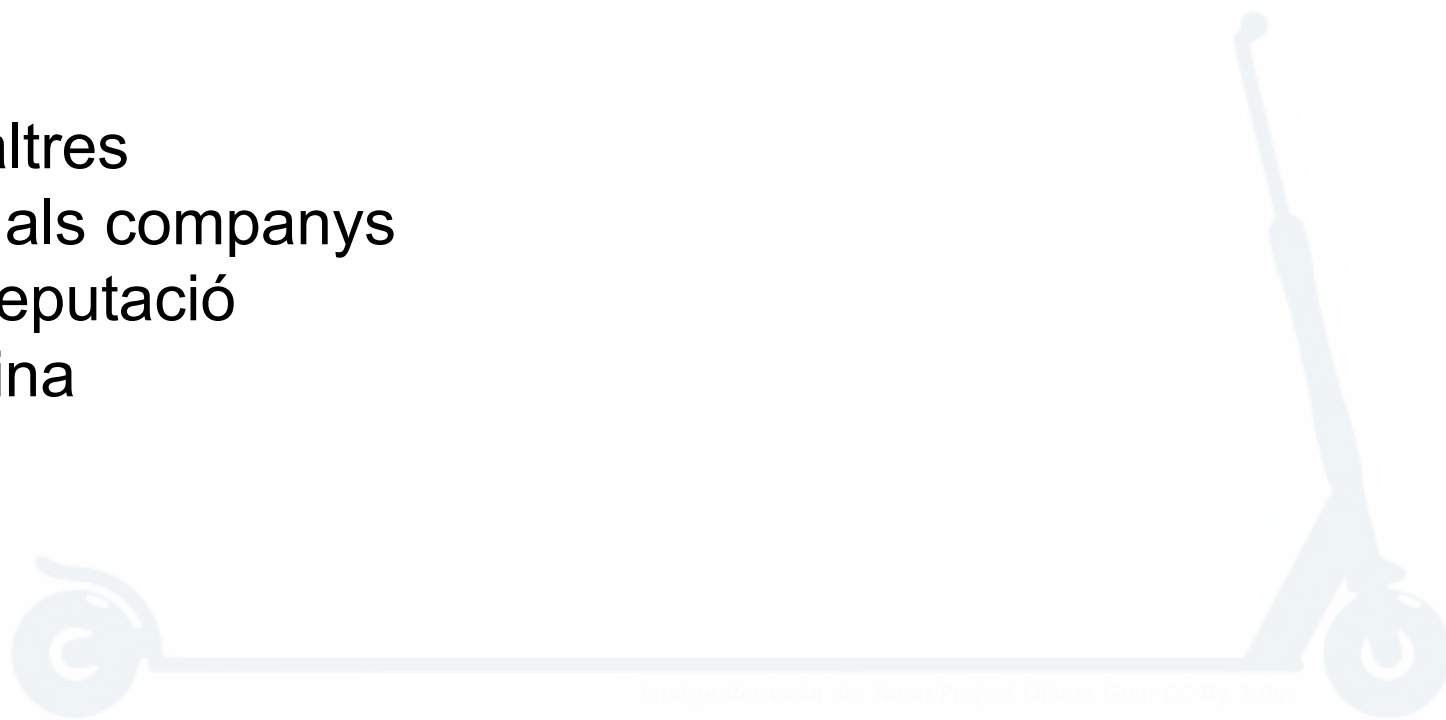 altres
als companys
eputació
ina